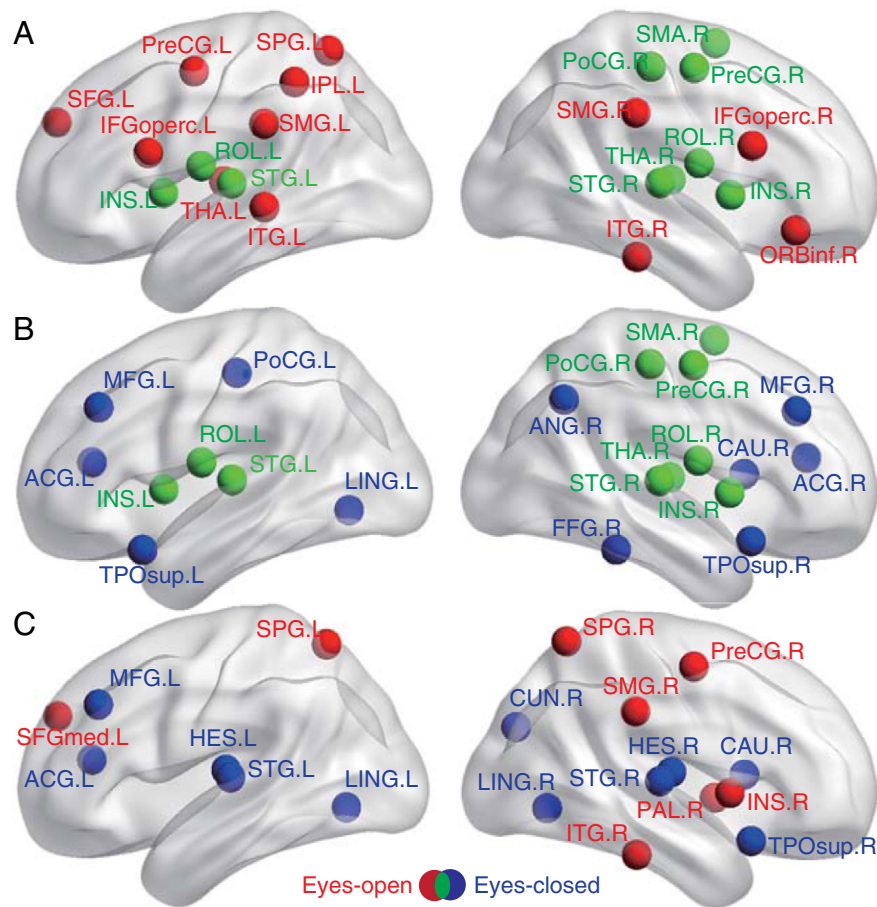 A
PreCG.L
SPG.L
SFG.L
IPL.L
IFGoperc.L
SMG.L
ROL.L
STG.L
INS.L
THA.L
ITG.L
SMA.R
PoCG.R
PreCG.R
SMG.R
IFGoperc.R
ROL.R
THA.R
STG.R
INS.R
ITG.R
ORBinf.R
B
MFG.L
PoCG.L
ROL.L
ACG.L
STG.L
INS.L
LING.L
TPOsup.L
SMA.R
PoCG.R
PreCG.R
MFG.R
ANG.R
ROL.R
THA.R
CAU.R
STG.R
ACG.R
INS.R
FFG.R
TPOsup.R
C
SPG.L
MFG.L
SFGmed.L
HES.L
ACG.L
STG.L
LING.L
SPG.R
PreCG.R
SMG.R
CUN.R
HES.R
CAU.R
STG.R
LING.R
PAL.R
INS.R
ITG.R
TPOsup.R
Eyes-open Eyes-closed